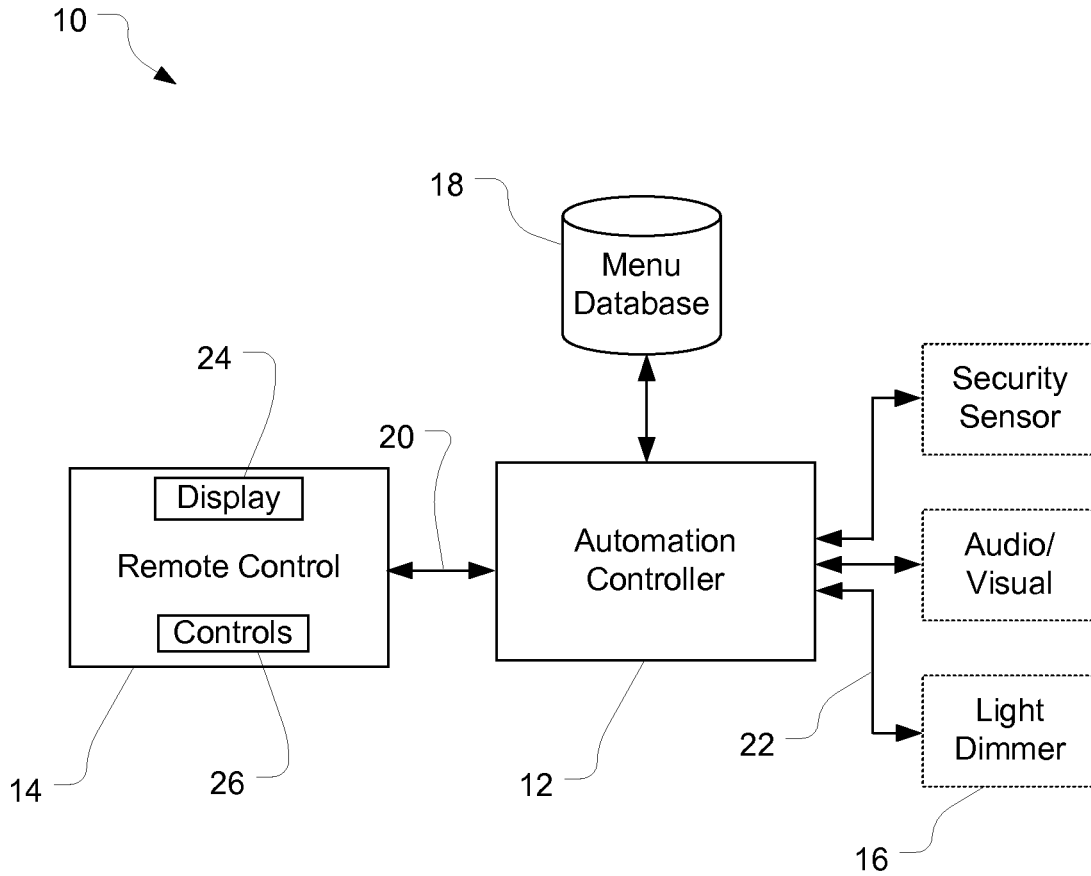 10
18
Menu
Database
24
20
Display
Remote Control
Controls
Automation
Controller
Security
Sensor
Audio/
Visual
Light
Dimmer
14
26
12
22
16